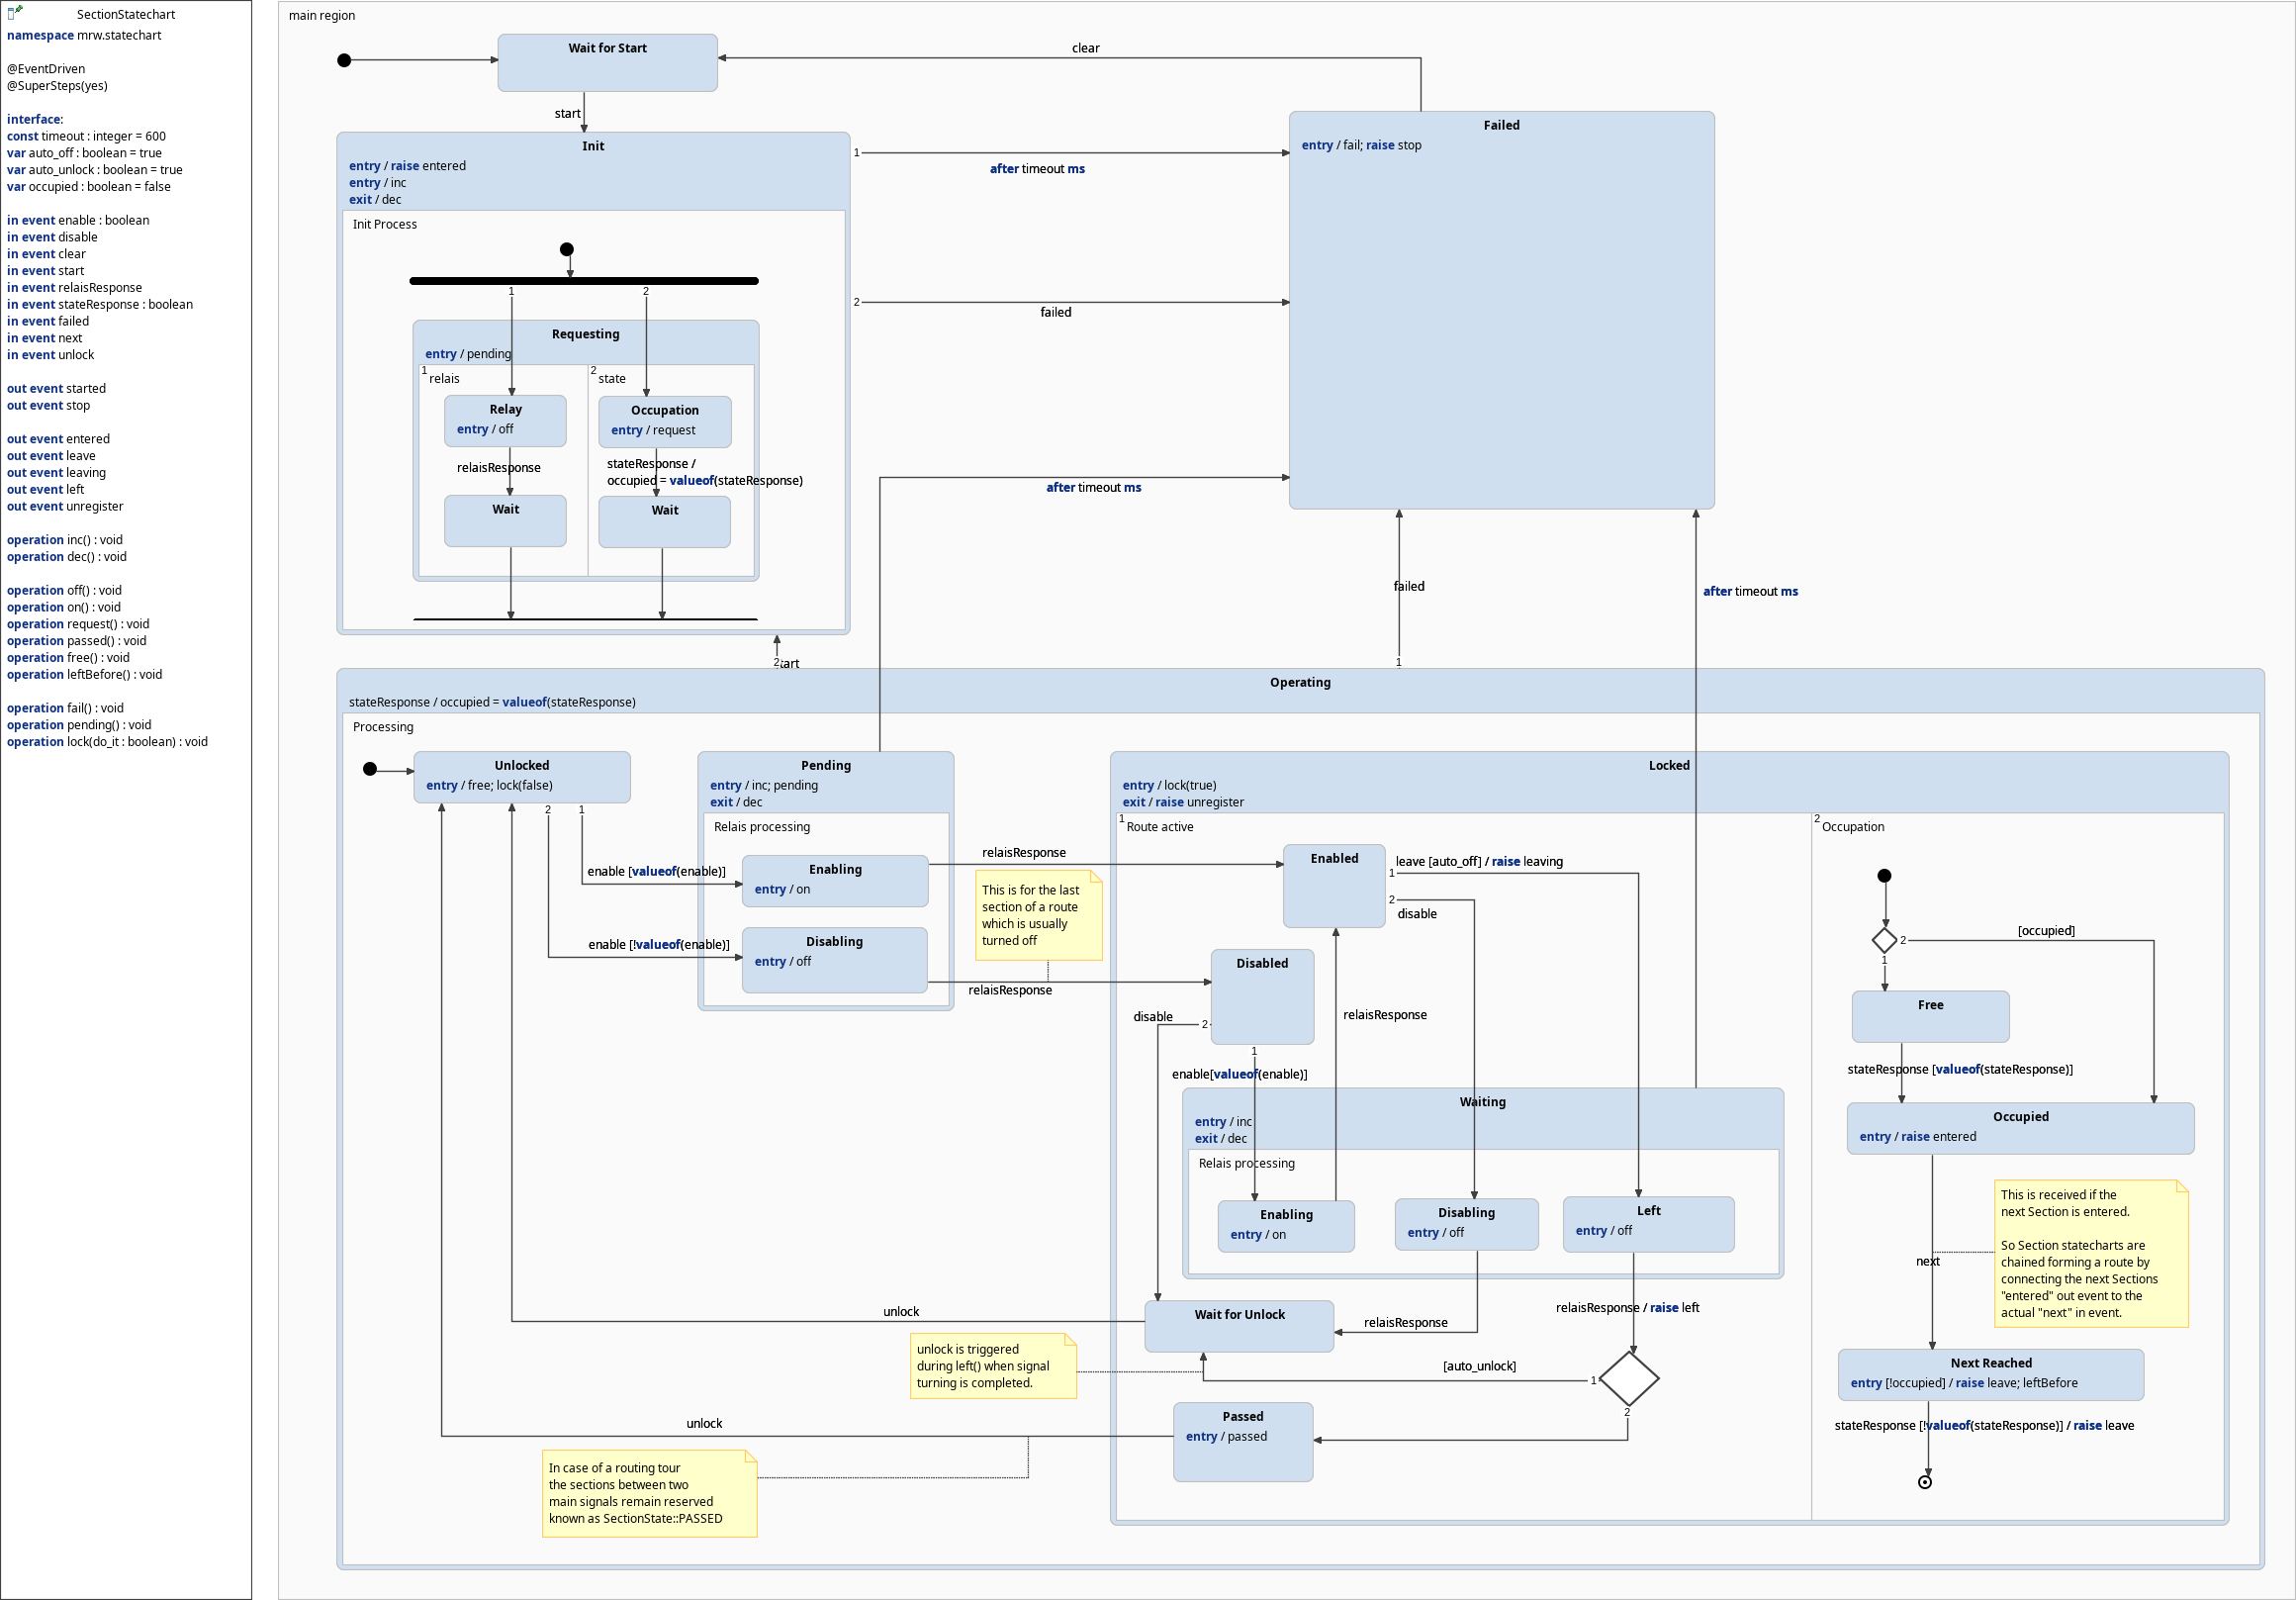 SectionStatechart
namespace mrw.statechart
@EventDriven
@SuperSteps(yes)
interface:
const timeout : integer = 600
var auto_off : boolean = true
var auto_unlock : boolean = true
var occupied : boolean = false
in event enable : boolean
in event disable
in event clear
in event start
in event relaisResponse
in event stateResponse : boolean
in event failed
in event next
in event unlock
out event started
out event stop
out event entered
out event leave
out event leaving
out event left
out event unregister
operation inc() : void
operation dec() : void
operation off() : void
operation on() : void
operation request() : void
operation passed() : void
operation free() : void
operation leftBefore() : void
operation fail() : void
operation pending() : void
operation lock(do_it : boolean) : void
main region
Wait for Start
clear
start
Init
entry / raise entered
entry / inc
exit / dec
1
after timeout ms
2
failed
Failed
entry / fail; raise stop
Init Process
1
2
Requesting
entry / pending
1
relais
2
state
Relay
entry / off
Occupation
entry / request
relaisResponse
stateResponse /
occupied = valueof(stateResponse)
Wait
Wait
after timeout ms
failed
after timeout ms
2
tart
1
Operating
stateResponse / occupied = valueof(stateResponse)
Processing
Unlocked
entry / free; lock(false)
2
1
enable [valueof(enable)]
enable [!valueof(enable)]
Pending
entry / inc; pending
exit / dec
Relais processing
Enabling
entry / on
Disabling
entry / off
relaisResponse
This is for the last
section of a route
which is usually
turned off
relaisResponse
Locked
entry / lock(true)
exit / raise unregister
1
Route active
Enabled
1
leave [auto_off] / raise leaving
2
disable
Disabled
disable
2
1
relaisResponse
enable[valueof(enable)]
Waiting
entry / inc
exit / dec
Relais processing
Enabling
entry / on
Disabling
entry / off
Left
entry / off
Wait for Unlock
relaisResponse
relaisResponse / raise left
unlock
unlock is triggered
during left() when signal
turning is completed.
[auto_unlock]
1
2
Passed
entry / passed
unlock
In case of a routing tour
the sections between two
main signals remain reserved
known as SectionState::PASSED
2
Occupation
2
[occupied]
1
Free
stateResponse [valueof(stateResponse)]
Occupied
entry / raise entered
This is received if the
next Section is entered.
So Section statecharts are
chained forming a route by
connecting the next Sections
"entered" out event to the
actual "next" in event.
next
Next Reached
entry [!occupied] / raise leave; leftBefore
stateResponse [!valueof(stateResponse)] / raise leave